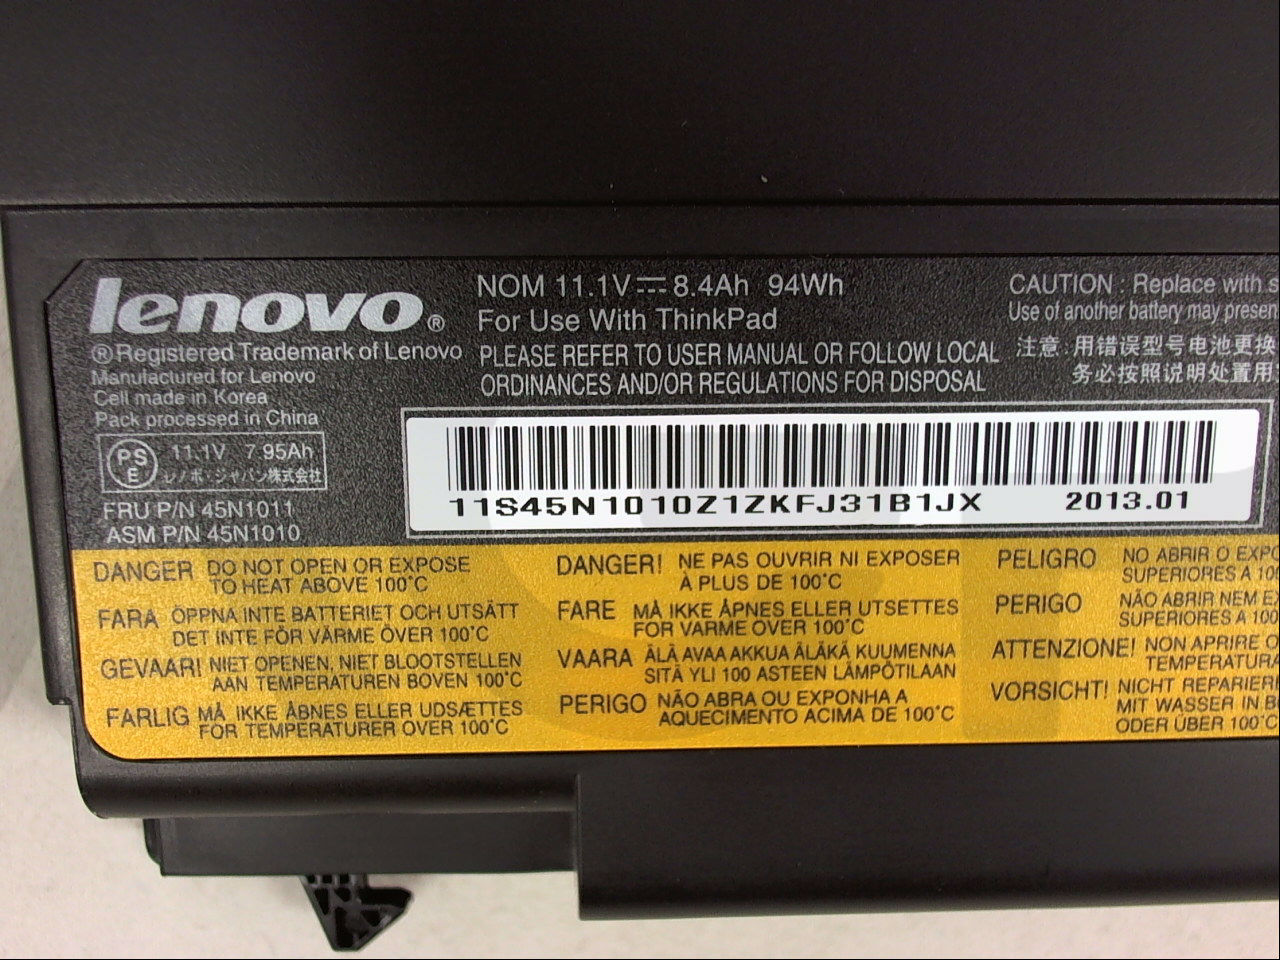 lenovo®
®Registered Trademark of Lenovo
Manufactured for Lenovo
Cell made in Korea
Pack processed in China
PS E 11.1V 7.95Ah
レノボ・ジャパン株式会社
FRU P/N 45N1011
ASM P/N 45N1010
NOM 11.1V⎓8.4Ah 94Wh
For Use With ThinkPad
PLEASE REFER TO USER MANUAL OR FOLLOW LOCAL
ORDINANCES AND/OR REGULATIONS FOR DISPOSAL
CAUTION : Replace with s
Use of another battery may presen
注意：用错误型号电池更换
务必按照说明处置用
11S45N1010Z1ZKFJ31B1JX 2013.01
DANGER DO NOT OPEN OR EXPOSE
TO HEAT ABOVE 100°C
FARA ÖPPNA INTE BATTERIET OCH UTSÄTT
DET INTE FÖR VÄRME ÖVER 100°C
GEVAAR! NIET OPENEN, NIET BLOOTSTELLEN
AAN TEMPERATUREN BOVEN 100°C
FARLIG MÅ IKKE ÅBNES ELLER UDSÆTTES
FOR TEMPERATURER OVER 100°C
DANGER! NE PAS OUVRIR NI EXPOSER
À PLUS DE 100°C
FARE MÅ IKKE ÅPNES ELLER UTSETTES
FOR VARME OVER 100°C
VAARA ÄLÄ AVAA AKKUA ÄLÄKÄ KUUMENNA
SITÄ YLI 100 ASTEEN LÄMPÖTILAAN
PERIGO NÃO ABRA OU EXPONHA A
AQUECIMENTO ACIMA DE 100°C
PELIGRO NO ABRIR O EXPO
SUPERIORES A 100
PERIGO NÃO ABRIR NEM EX
SUPERIORES A 100
ATTENZIONE! NON APRIRE O
TEMPERATURA
VORSICHT! NICHT REPARIER
MIT WASSER IN B
ODER ÜBER 100°C